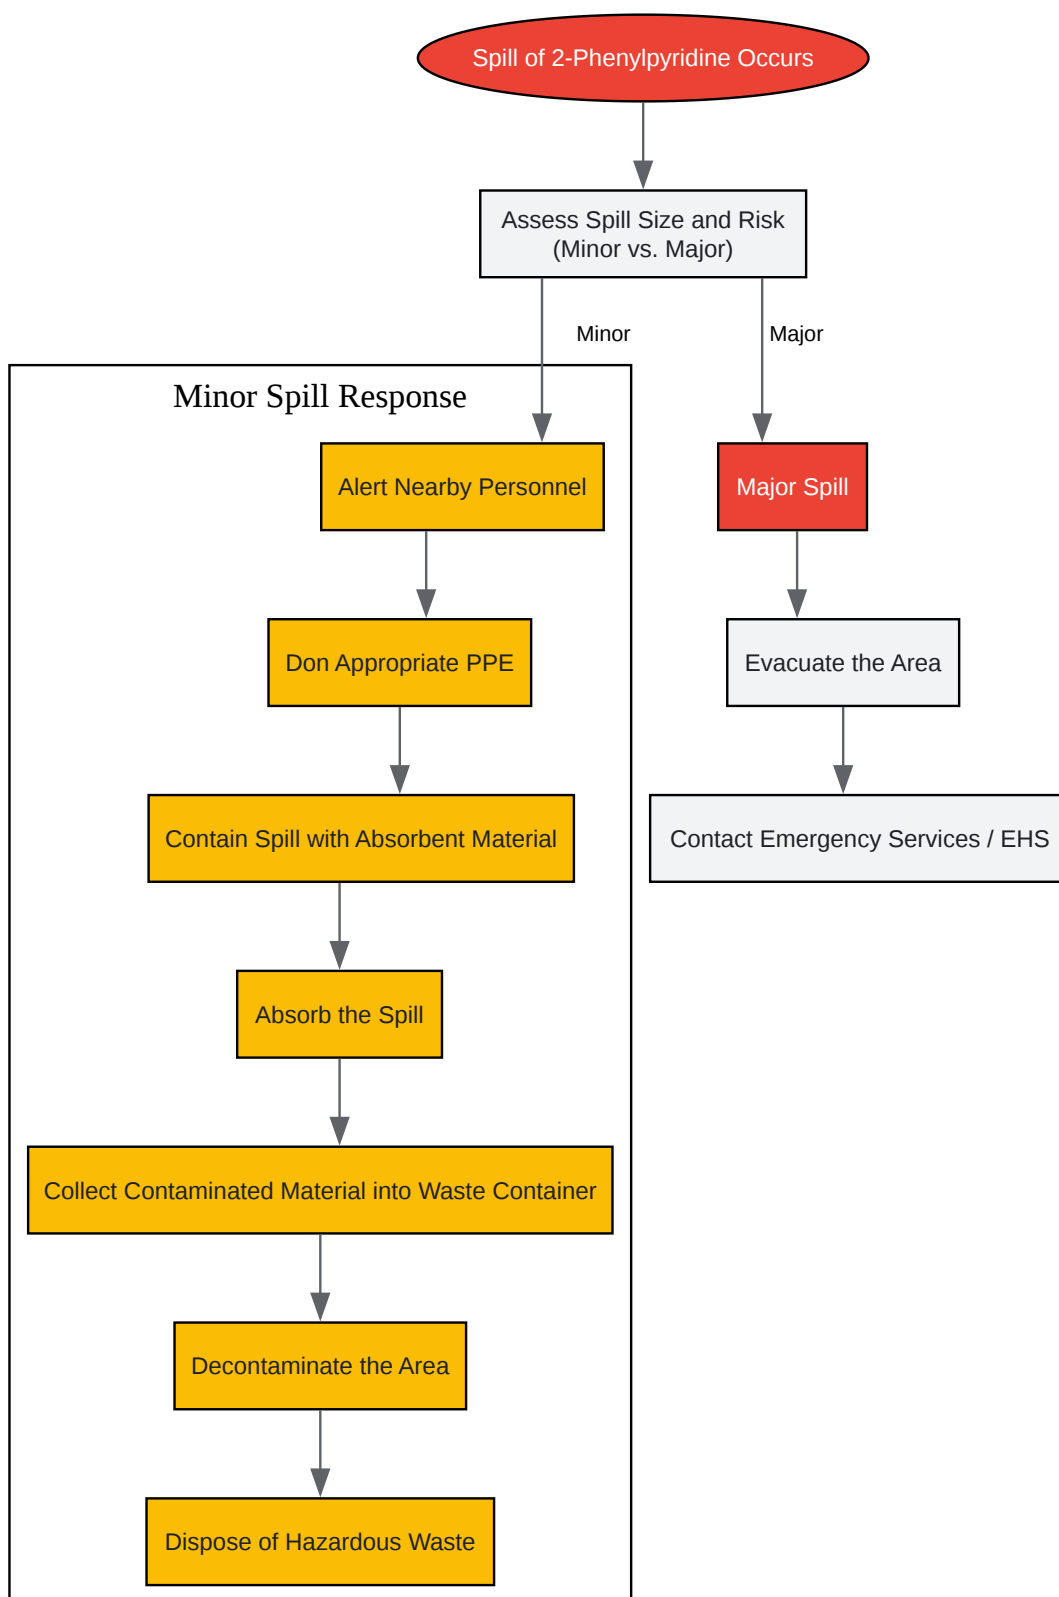 Spill of 2-Phenylpyridine Occurs
Assess Spill Size and Risk
(Minor vs. Major)
Minor
Major
Minor Spill Response
Alert Nearby Personnel
Major Spill
Don Appropriate PPE
Evacuate the Area
Contain Spill with Absorbent Material
Contact Emergency Services / EHS
Absorb the Spill
Collect Contaminated Material into Waste Container
Decontaminate the Area
Dispose of Hazardous Waste